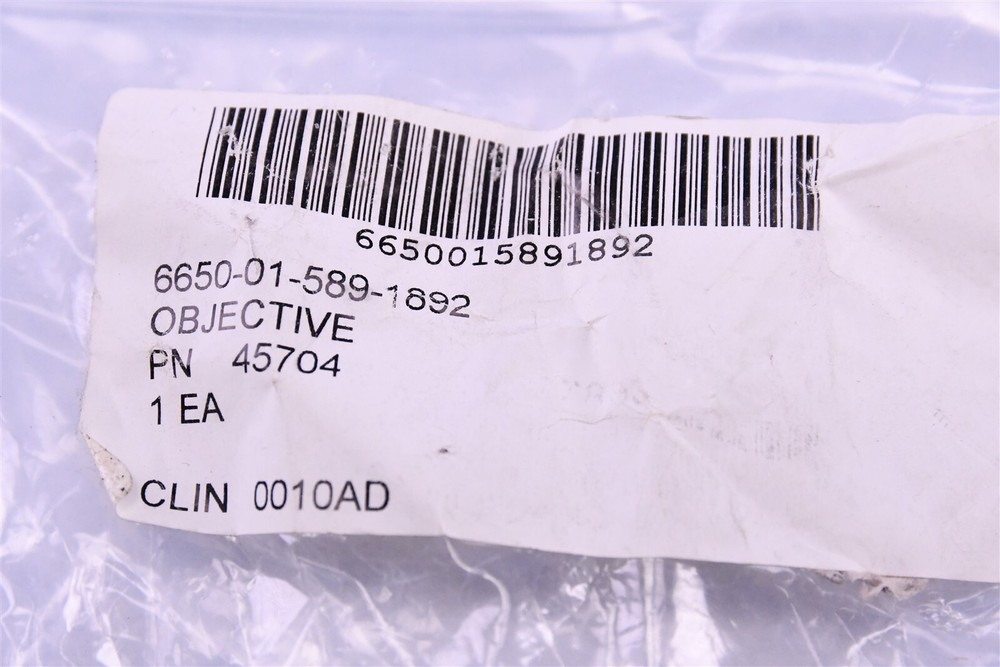 6650015891892
6650-01-589-1892
OBJECTIVE
PN 45704
1 EA
CLIN 0010AD